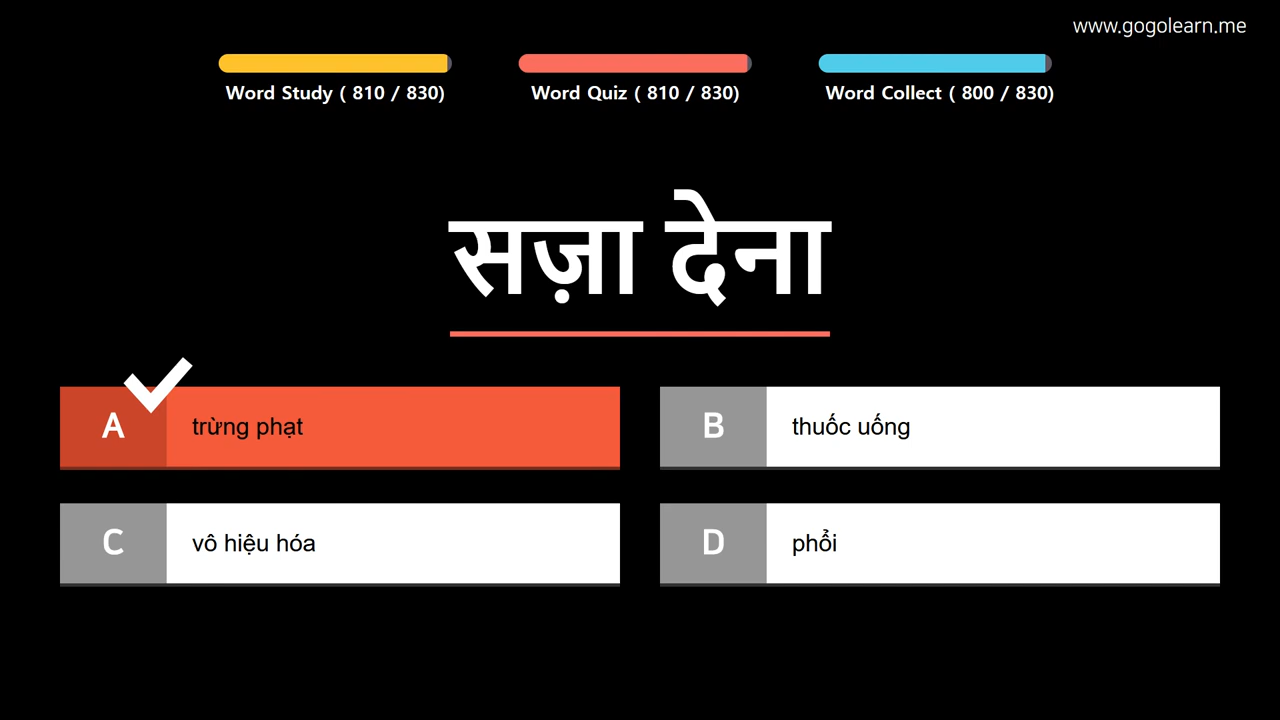 www.gogolearn.me
Word Study ( 810 / 830)
Word Quiz ( 810 / 830)
Word Collect ( 800 / 830)
सज़ा देना
A trừng phạt
B thuốc uống
C vô hiệu hóa
D phổi